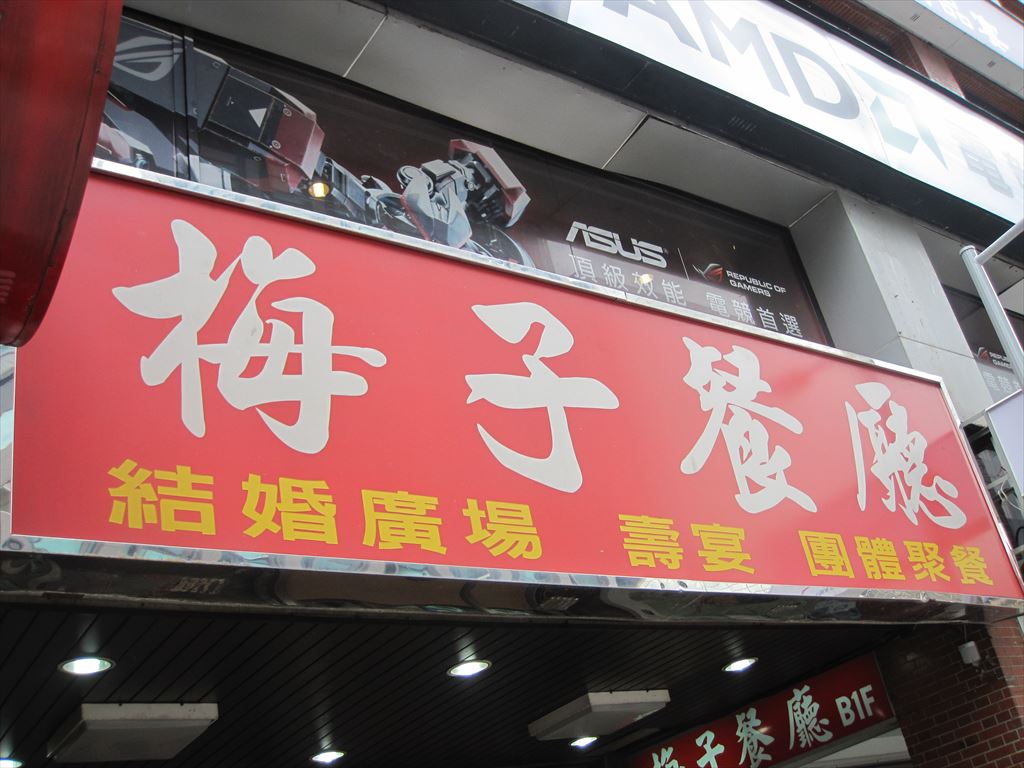 AMD
ASUS
REPUBLIC OF
GAMERS
頂級效能 電競首選
梅子餐廳
結婚廣場 壽宴 團體聚餐
梅子餐廳 B1F